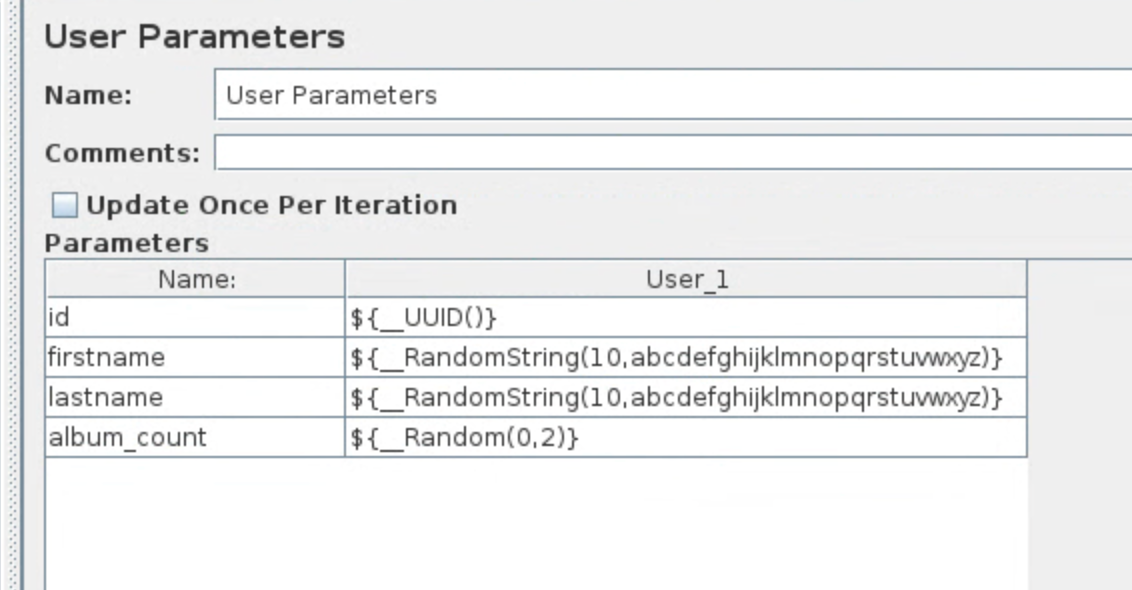 User Parameters
Name: User Parameters
Comments:
Update Once Per Iteration
Parameters
Name: User_1
id ${__UUID()}
firstname ${__RandomString(10,abcdefghijklmnopqrstuvwxyz)}
lastname ${__RandomString(10,abcdefghijklmnopqrstuvwxyz)}
album_count ${__Random(0,2)}